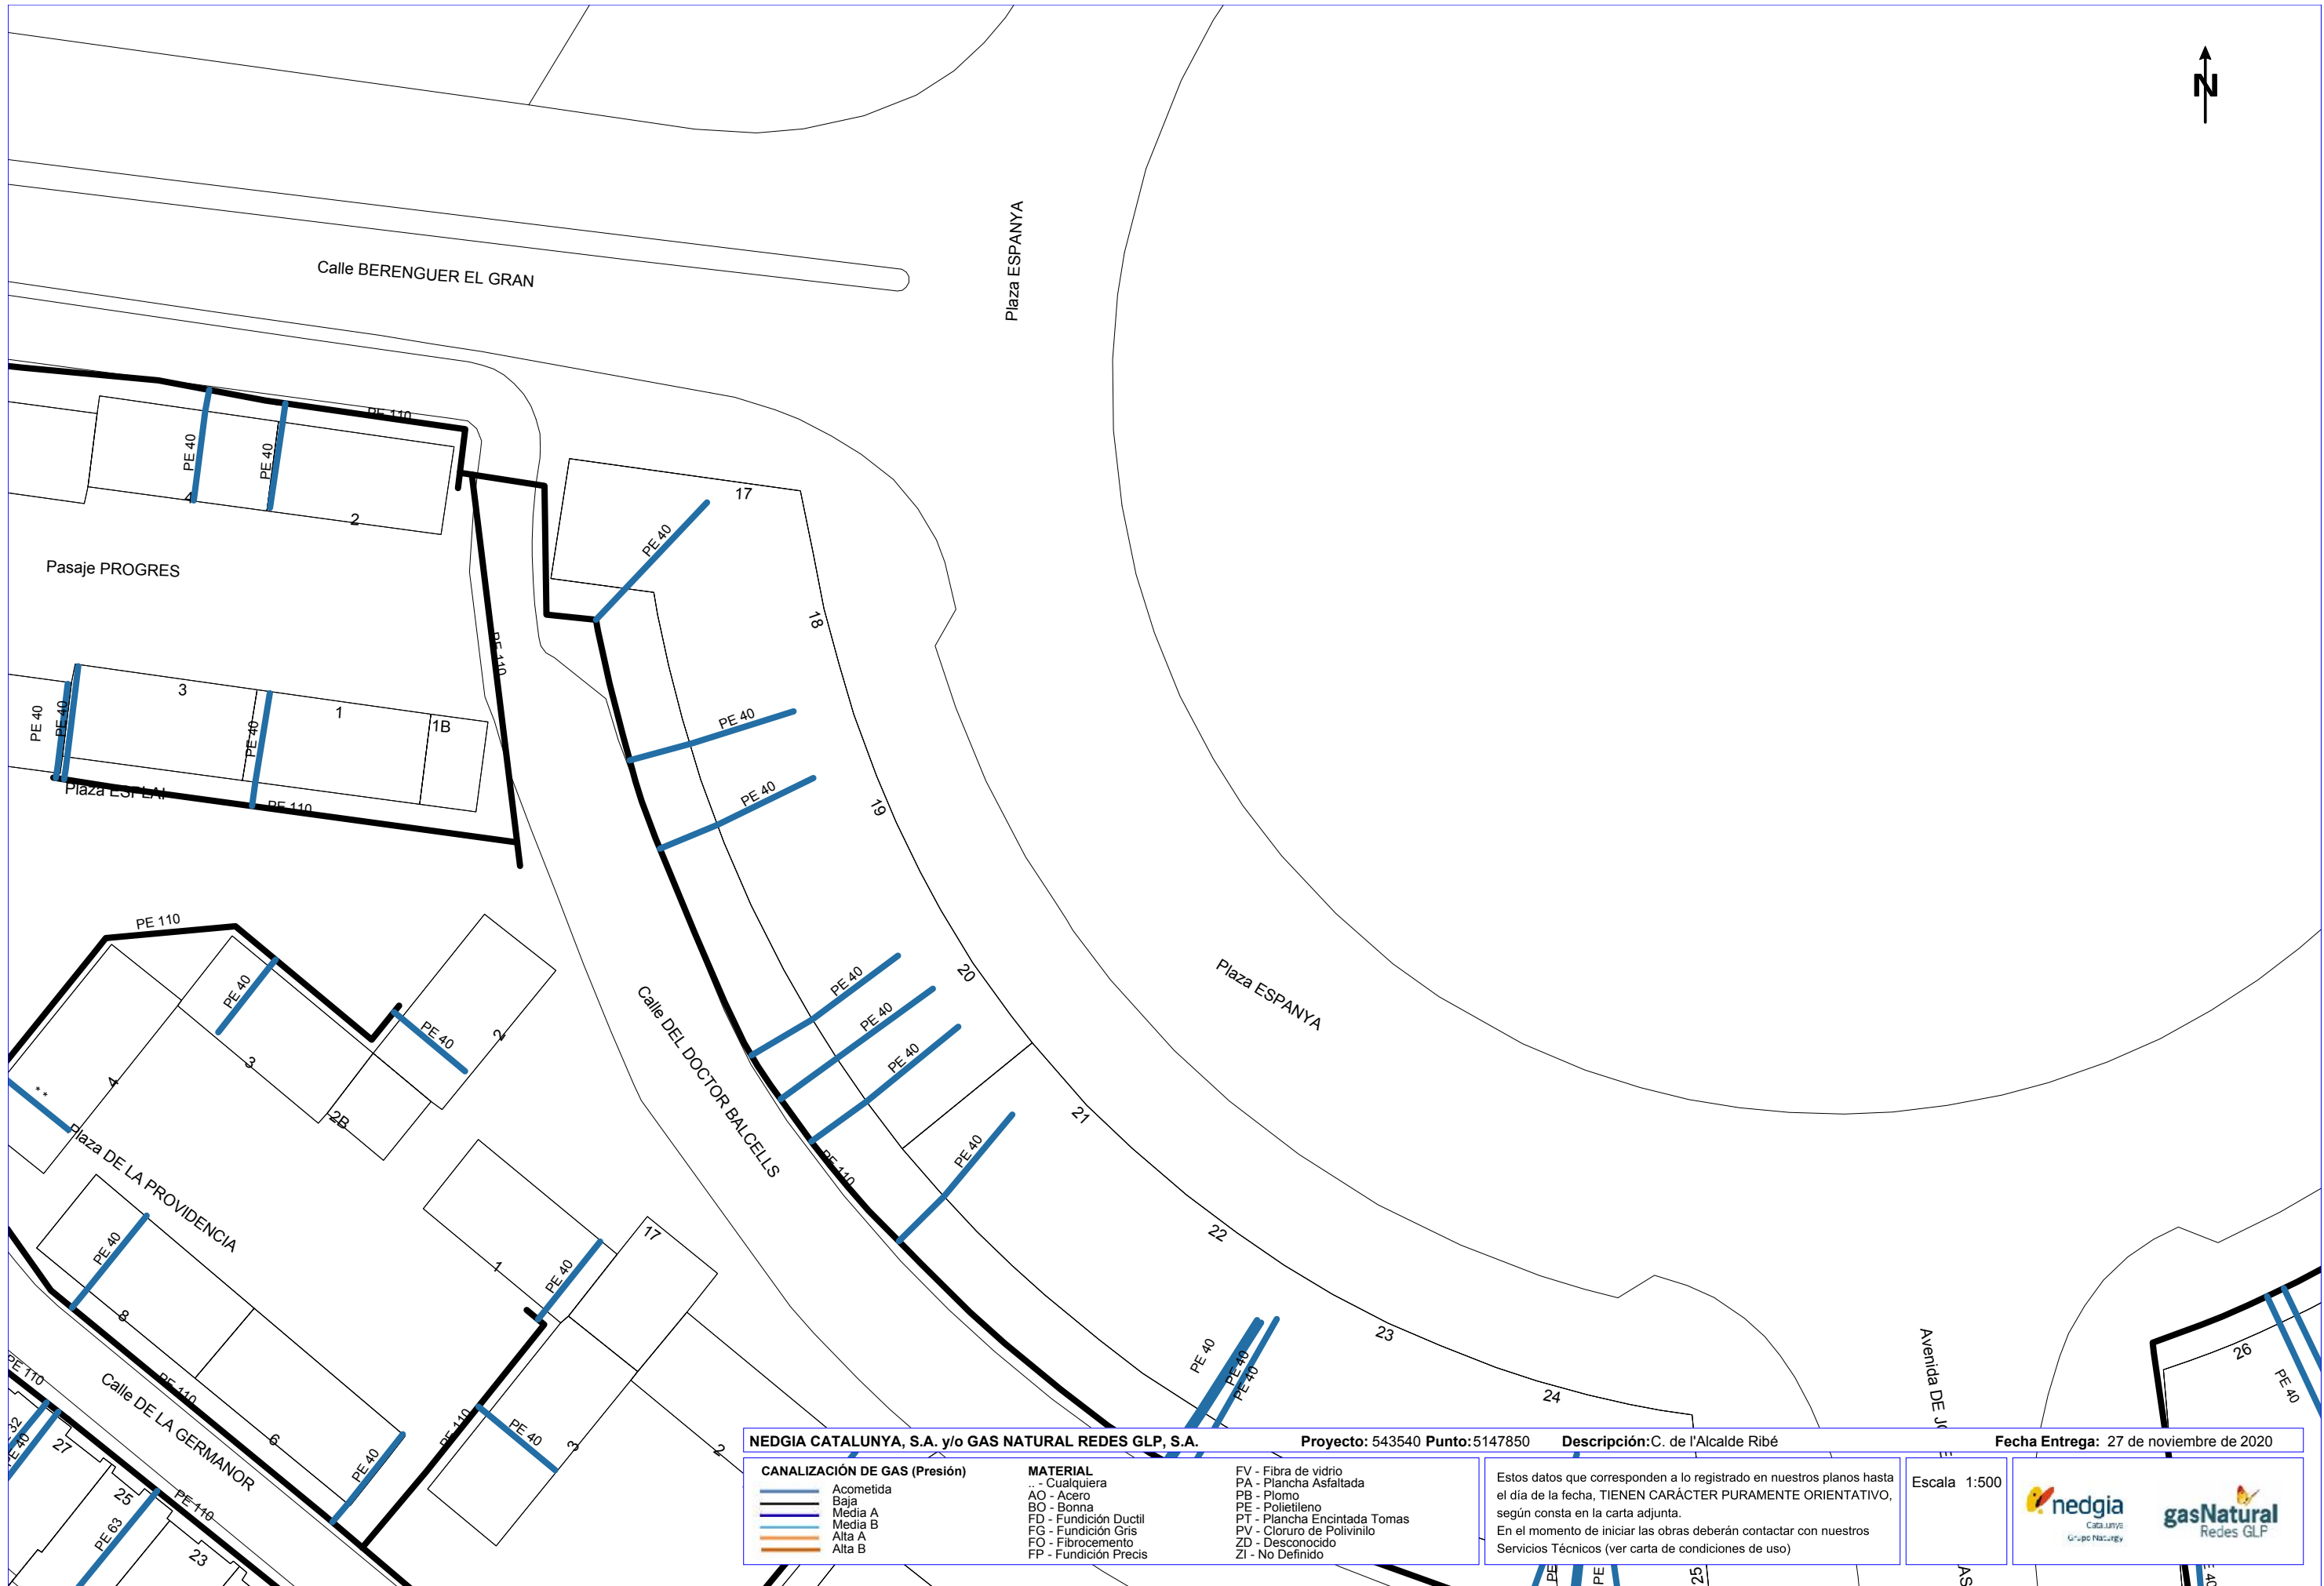 N
Plaza ESPANYA
Calle BERENGUER EL GRAN
PE 110
PE 40
PE 40
4
2
17
PE 40
Pasaje PROGRES
18
PE 110
3
1
1B
PE 40
PE 40
PE 40
PE 40
PE 40
19
Plaza ESPLAI
PE 110
PE 110
PE 40
PE 40
2
3
4
2B
* *
PE 40
PE 40
PE 40
20
Plaza ESPANYA
Calle DEL DOCTOR BALCELLS
PE 110
21
PE 40
Plaza DE LA PROVIDENCIA
PE 40
8
1
PE 40
17
22
23
24
PE 40
PE 40
PE 40
Avenida DE
26
PE 40
PE 110
PE 110
Calle DE LA GERMANOR
6
PE 40
PE 110
PE 40
3
2
32
PE 40
27
25
PE 63
PE 110
23
NEDGIA CATALUNYA, S.A. y/o GAS NATURAL REDES GLP, S.A. Proyecto: 543540 Punto:5147850 Descripción:C. de l'Alcalde Ribé Fecha Entrega: 27 de noviembre de 2020
CANALIZACIÓN DE GAS (Presión)
Acometida
Baja
Media A
Media B
Alta A
Alta B
MATERIAL
.. - Cualquiera
AO - Acero
BO - Bonna
FD - Fundición Ductil
FG - Fundición Gris
FO - Fibrocemento
FP - Fundición Precis
FV - Fibra de vidrio
PA - Plancha Asfaltada
PB - Plomo
PE - Polietileno
PT - Plancha Encintada Tomas
PV - Cloruro de Polivinilo
ZD - Desconocido
ZI - No Definido
Estos datos que corresponden a lo registrado en nuestros planos hasta
el día de la fecha, TIENEN CARÁCTER PURAMENTE ORIENTATIVO,
según consta en la carta adjunta.
En el momento de iniciar las obras deberán contactar con nuestros
Servicios Técnicos (ver carta de condiciones de uso)
Escala 1:500
nedgia
Catalunya
Grupo Naturgy
gasNatural
Redes GLP
PE
PE
25
AS
40